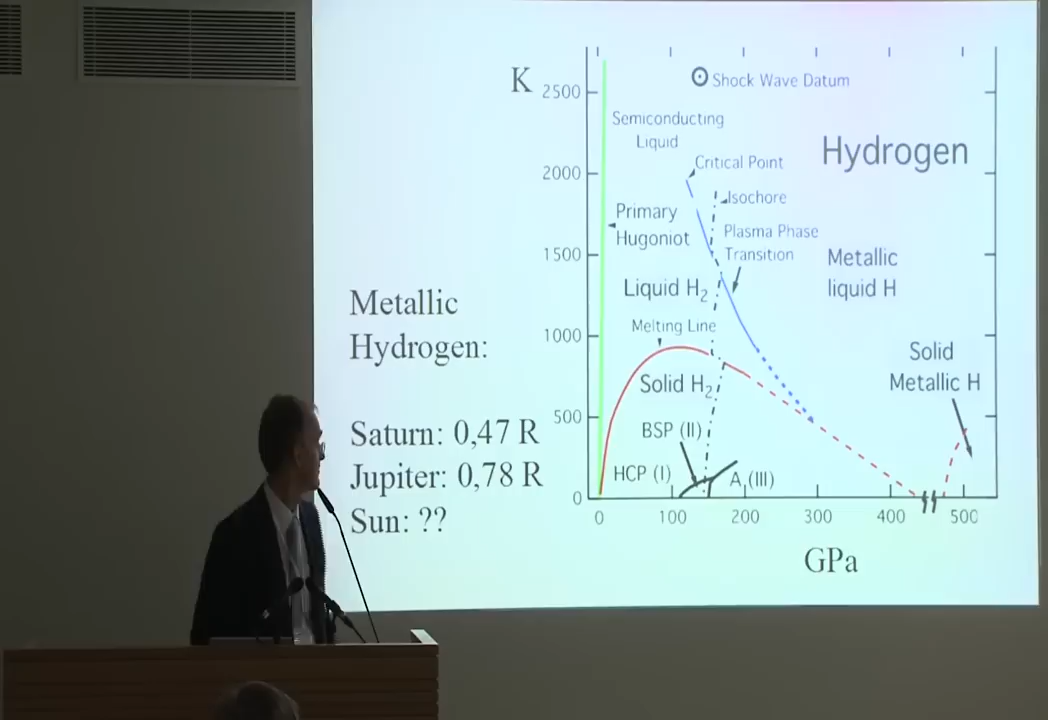 K
2500
2000
1500
1000
500
0
0
100
200
300
400
500
GPa
Shock Wave Datum
Semiconducting
Liquid
Hydrogen
Critical Point
Isochore
Primary
Hugoniot
Plasma Phase
Transition
Metallic
liquid H
Liquid H₂
Melting Line
Solid H₂
Solid
Metallic H
BSP (II)
HCP (I)
A (III)
Metallic
Hydrogen:
Saturn: 0,47 R
Jupiter: 0,78 R
Sun: ??